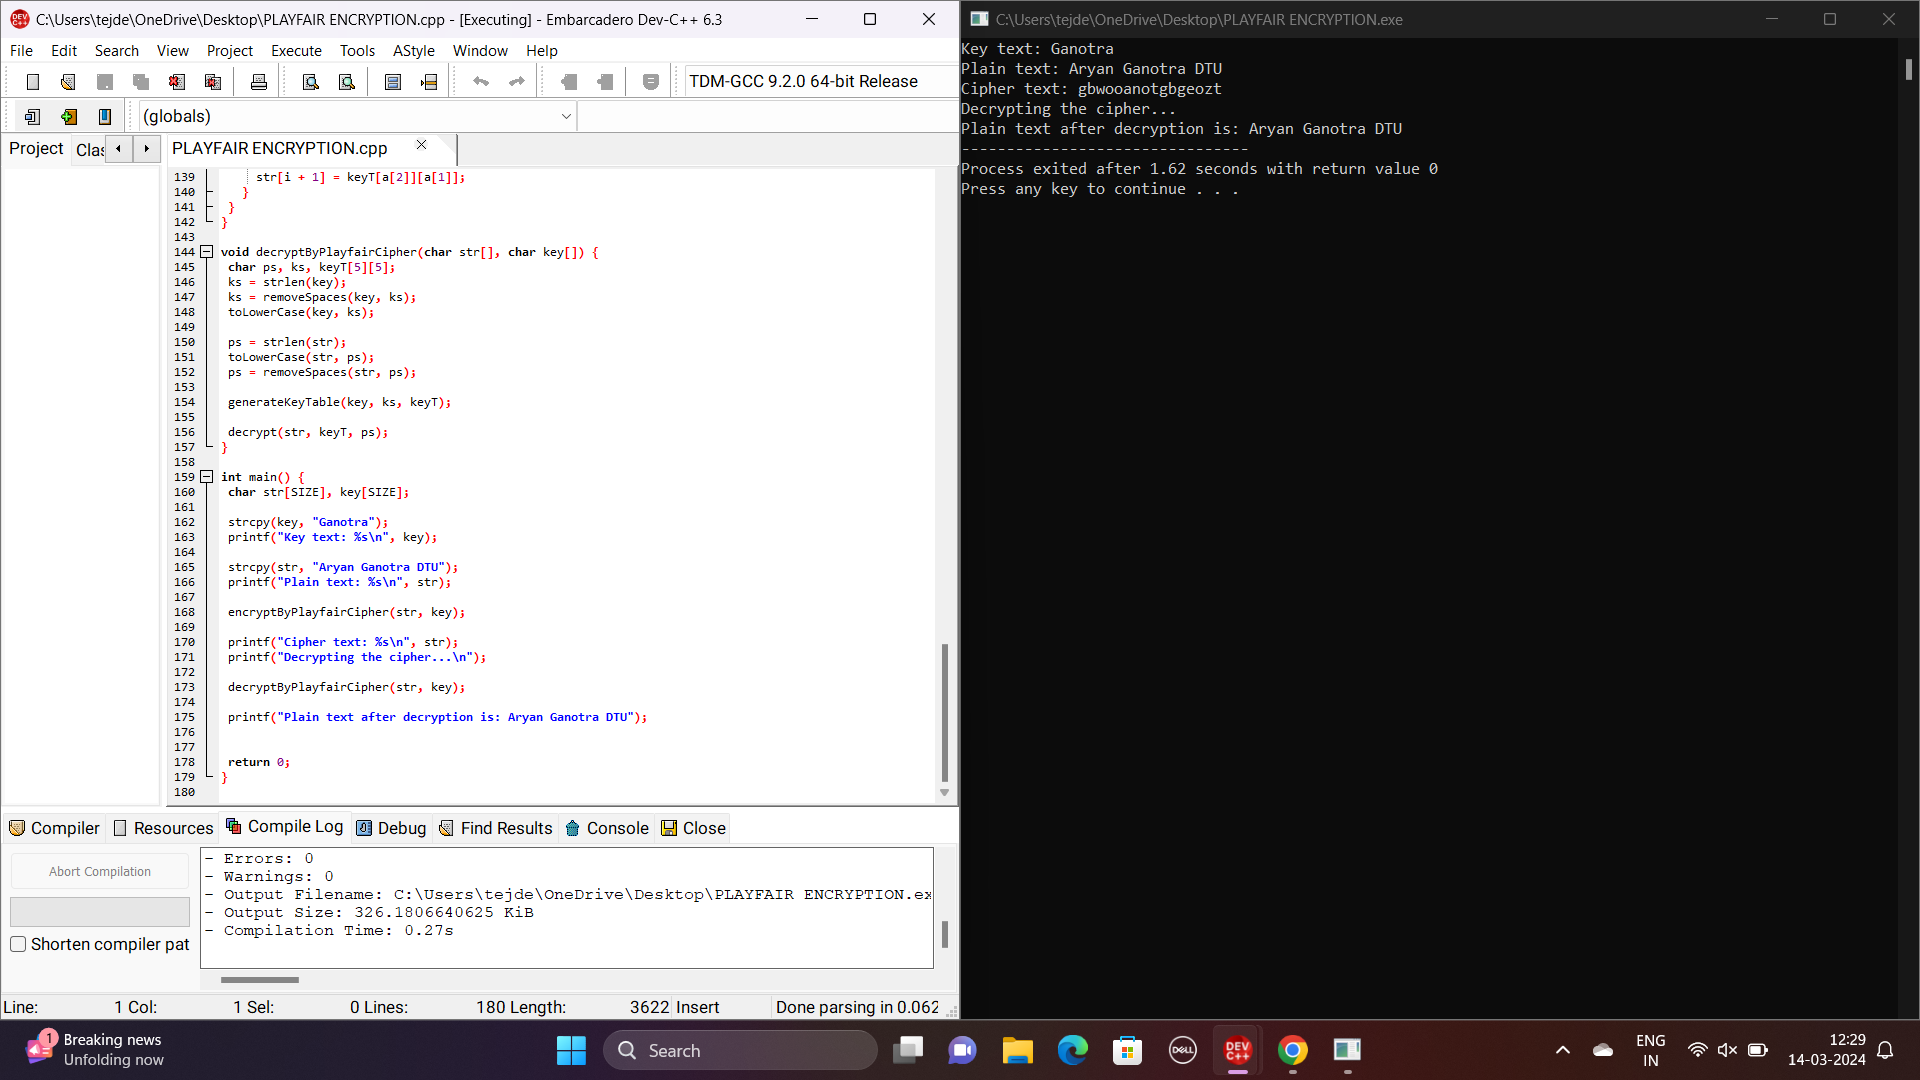 C:\Users\tejde\OneDrive\Desktop\PLAYFAIR ENCRYPTION.cpp - [Executing] - Embarcadero Dev-C++ 6.3
File Edit Search View Project Execute Tools AStyle Window Help
TDM-GCC 9.2.0 64-bit Release
(globals)
Project Clas
PLAYFAIR ENCRYPTION.cpp
139 str[i + 1] = keyT[a[2]][a[1]];
140 }
141 }
142 }
143
144 void decryptByPlayfairCipher(char str[], char key[]) {
145 char ps, ks, keyT[5][5];
146 ks = strlen(key);
147 ks = removeSpaces(key, ks);
148 toLowerCase(key, ks);
149
150 ps = strlen(str);
151 toLowerCase(str, ps);
152 ps = removeSpaces(str, ps);
153
154 generateKeyTable(key, ks, keyT);
155
156 decrypt(str, keyT, ps);
157 }
158
159 int main() {
160 char str[SIZE], key[SIZE];
161
162 strcpy(key, "Ganotra");
163 printf("Key text: %s\n", key);
164
165 strcpy(str, "Aryan Ganotra DTU");
166 printf("Plain text: %s\n", str);
167
168 encryptByPlayfairCipher(str, key);
169
170 printf("Cipher text: %s\n", str);
171 printf("Decrypting the cipher...\n");
172
173 decryptByPlayfairCipher(str, key);
174
175 printf("Plain text after decryption is: Aryan Ganotra DTU");
176
177
178 return 0;
179 }
180
Compiler Resources Compile Log Debug Find Results Console Close
Abort Compilation
Shorten compiler pat
- Errors: 0
- Warnings: 0
- Output Filename: C:\Users\tejde\OneDrive\Desktop\PLAYFAIR ENCRYPTION.ex
- Output Size: 326.1806640625 KiB
- Compilation Time: 0.27s
Line: 1 Col: 1 Sel: 0 Lines: 180 Length: 3622 Insert Done parsing in 0.062
C:\Users\tejde\OneDrive\Desktop\PLAYFAIR ENCRYPTION.exe
Key text: Ganotra
Plain text: Aryan Ganotra DTU
Cipher text: gbwooanotgbgeozt
Decrypting the cipher...
Plain text after decryption is: Aryan Ganotra DTU
--------------------------------
Process exited after 1.62 seconds with return value 0
Press any key to continue . . .
1
Breaking news
Unfolding now
Search
DELL
DEV C++
ENG
IN
12:29
14-03-2024